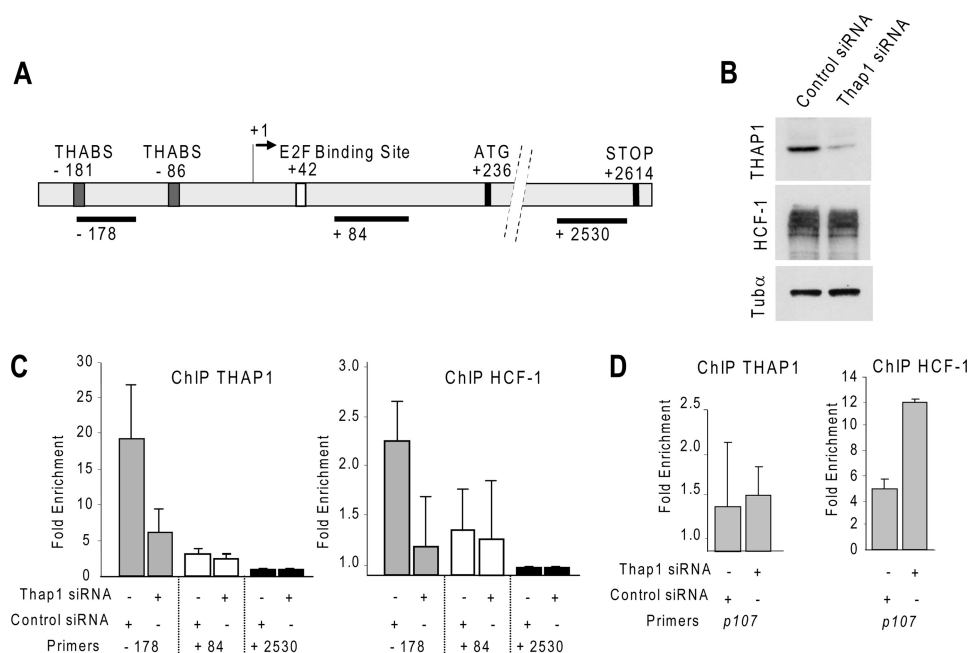 A
+1
THABS THABS E2F Binding Site ATG STOP
- 181 - 86 +42 +236 +2614
- 178 + 84 + 2530
B
Control siRNA
Thap1 siRNA
THAP1
HCF-1
Tubα
C
ChIP THAP1
Fold Enrichment
30
25
20
15
10
5
0
ChIP HCF-1
Fold Enrichment
3.0
2.5
2.0
1.5
1.0
Thap1 siRNA - + - + - + - + - + - +
Control siRNA + - + - + - + - + - + -
Primers - 178 + 84 + 2530 - 178 + 84 + 2530
D
ChIP THAP1
Fold Enrichment
2.5
2.0
1.5
1.0
ChIP HCF-1
Fold Enrichment
14
12
10
8
6
4
2
0
Thap1 siRNA - + - +
Control siRNA + - + -
Primers p107 p107